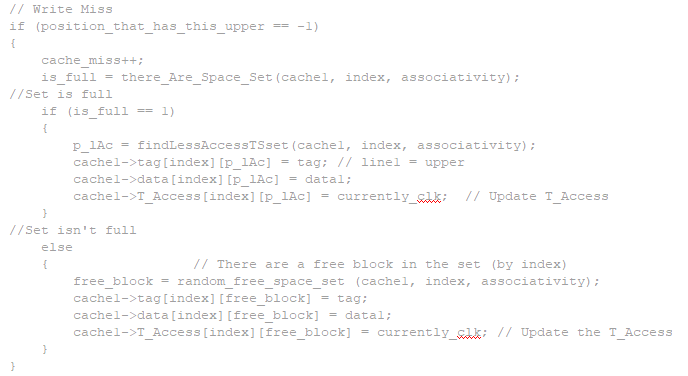 // Write Miss
if (position_that_has_this_upper == -1)
{
cache_miss++;
is_full = there_Are_Space_Set(cache1, index, associativity);
//Set is full
if (is_full == 1)
{
p_lAc = findLessAccessTSset(cache1, index, associativity);
cache1->tag[index][p_lAc] = tag; // line1 = upper
cache1->data[index][p_lAc] = data1;
cache1->T_Access[index][p_lAc] = currently_clk;  // Update T_Access
}
//Set isn't full
else
{ // There are a free block in the set (by index)
free_block = random_free_space_set (cache1, index, associativity);
cache1->tag[index][free_block] = tag;
cache1->data[index][free_block] = data1;
cache1->T_Access[index][free_block] = currently_clk; // Update the T_Access
}
}